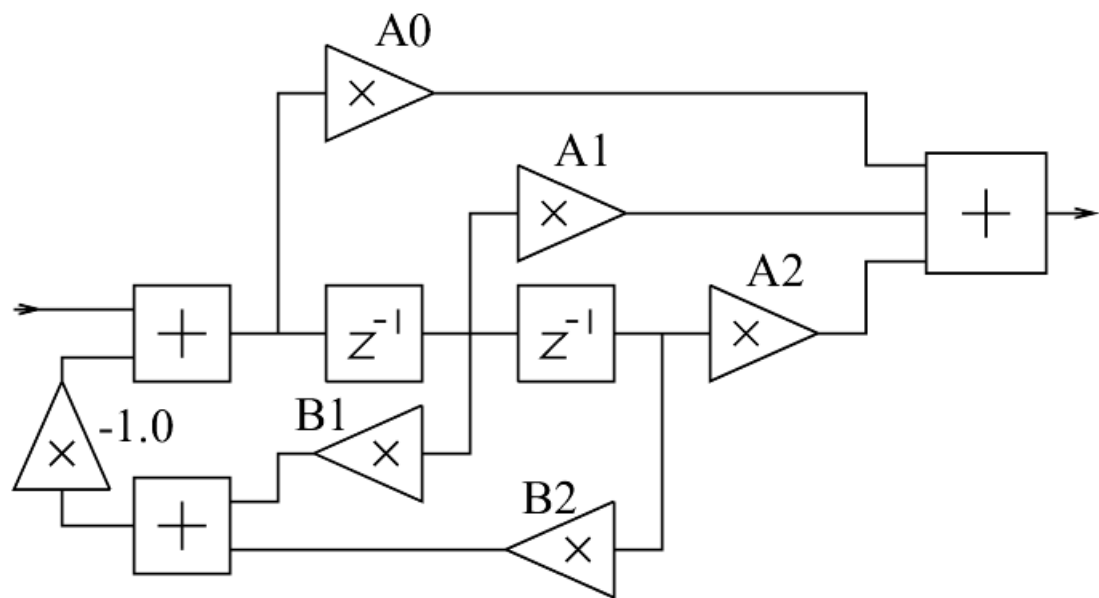 A0
×
A1
×
+
A2
×
+
z⁻¹
z⁻¹
B1
×
-1.0
×
B2
+
×